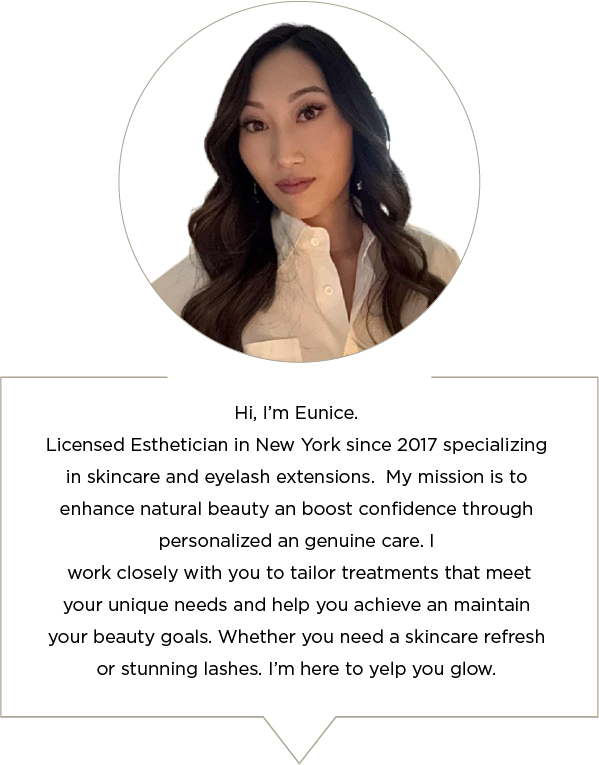 Hi, I'm Eunice.
Licensed Esthetician in New York since 2017 specializing
in skincare and eyelash extensions.  My mission is to
enhance natural beauty an boost confidence through
personalized an genuine care. I
work closely with you to tailor treatments that meet
your unique needs and help you achieve an maintain
your beauty goals. Whether you need a skincare refresh
or stunning lashes. I'm here to yelp you glow.